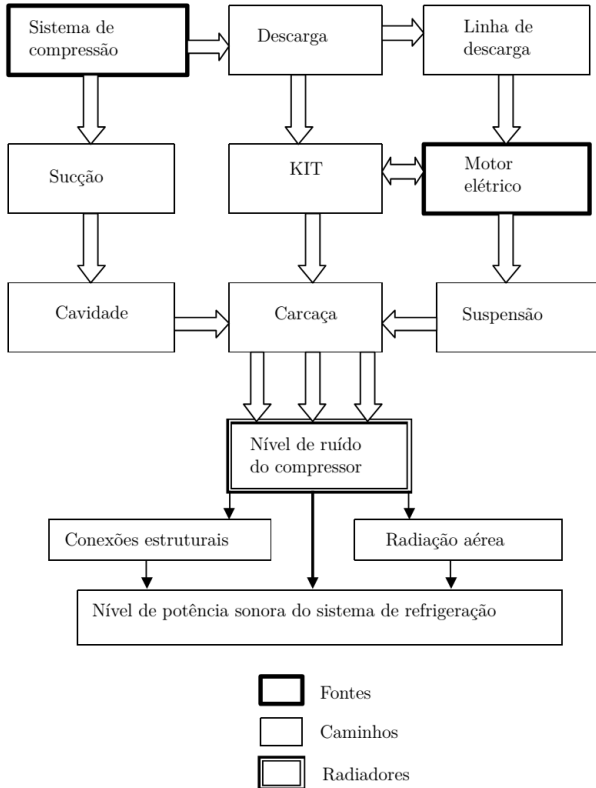 Sistema de
compressão
Descarga
Linha de
descarga
Sucção
KIT
Motor
elétrico
Cavidade
Carcaça
Suspensão
Nível de ruído
do compressor
Conexões estruturais
Radiação aérea
Nível de potência sonora do sistema de refrigeração
Fontes
Caminhos
Radiadores